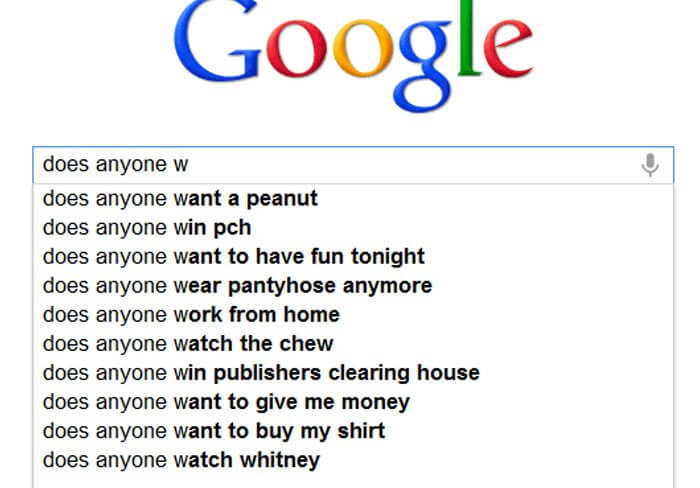 Google
does anyone w
does anyone want a peanut
does anyone win pch
does anyone want to have fun tonight
does anyone wear pantyhose anymore
does anyone work from home
does anyone watch the chew
does anyone win publishers clearing house
does anyone want to give me money
does anyone want to buy my shirt
does anyone watch whitney